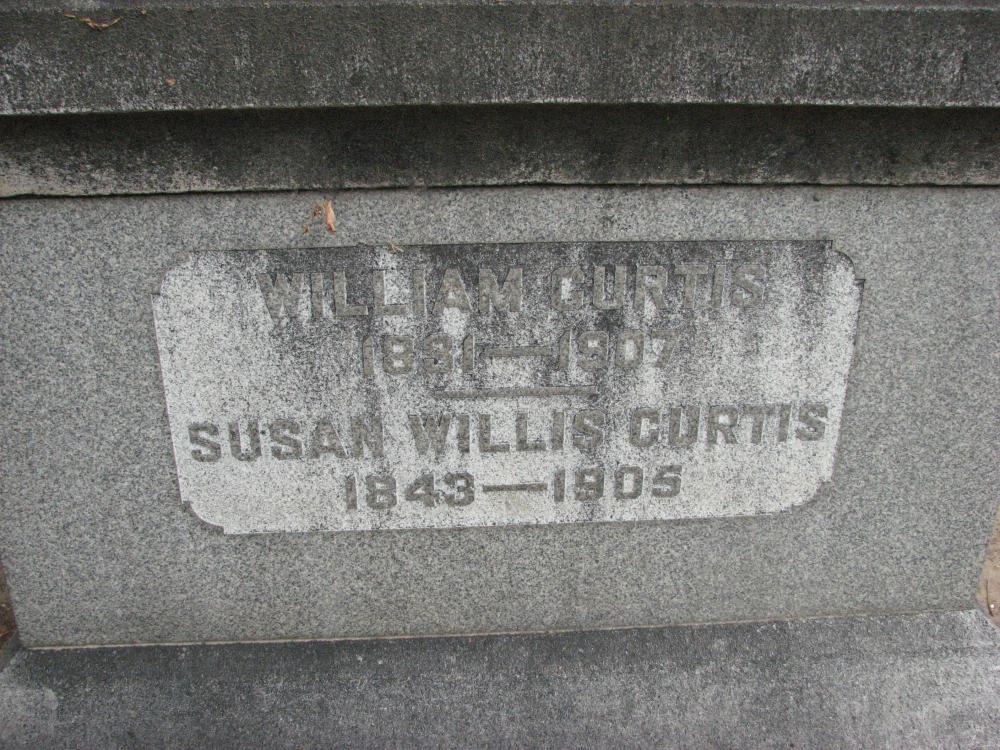 WILLIAM CURTIS
1831—1907
SUSAN WILLIS CURTIS
1843—1905